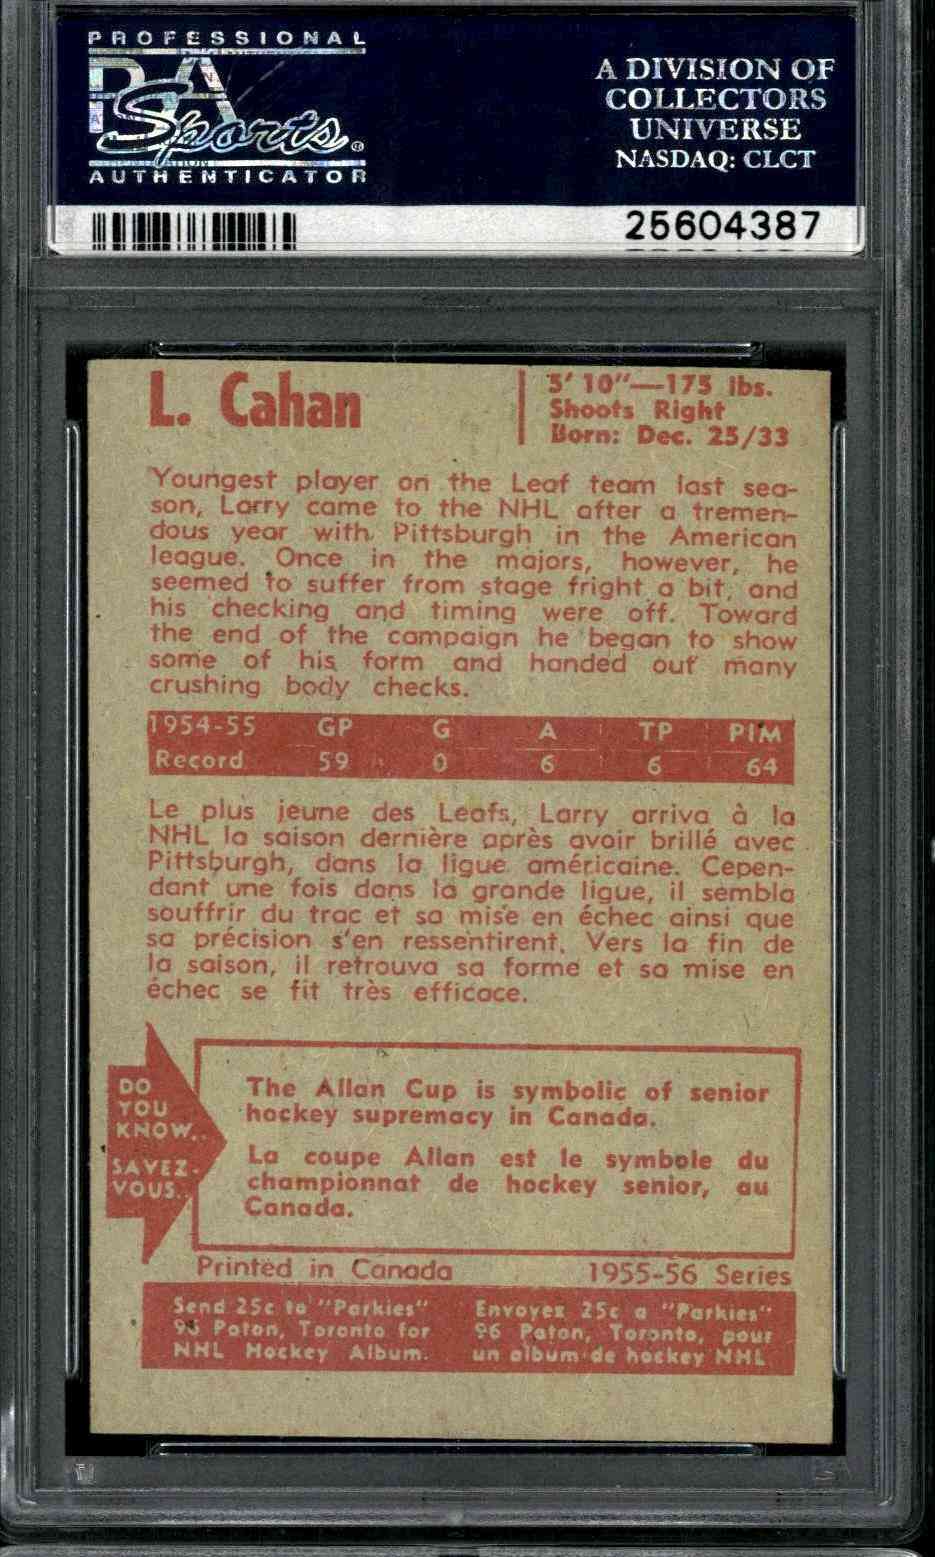 PROFESSIONAL
PSA
Sports®
AUTHENTICATOR
A DIVISION OF
COLLECTORS
UNIVERSE
NASDAQ: CLCT
25604387
L. Cahan
5' 10"—175 lbs.
Shoots Right
Born: Dec. 25/33
Youngest player on the Leaf team last sea-
son, Larry came to the NHL after a tremen-
dous year with Pittsburgh in the American
league. Once in the majors, however, he
seemed to suffer from stage fright a bit, and
his checking and timing were off. Toward
the end of the campaign he began to show
some of his form and handed out many
crushing body checks.
1954-55 GP G A TP PIM
Record 59 0 6 6 64
Le plus jeune des Leafs, Larry arriva à la
NHL la saison dernière après avoir brillé avec
Pittsburgh, dans la ligue américaine. Cepen-
dant une fois dans la grande ligue, il sembla
souffrir du trac et sa mise en échec ainsi que
sa précision s'en ressentirent. Vers la fin de
la saison, il retrouva sa forme et sa mise en
échec se fit très efficace.
DO
YOU
KNOW..
SAVEZ-
VOUS..
The Allan Cup is symbolic of senior
hockey supremacy in Canada.
La coupe Allan est le symbole du
championnat de hockey senior, au
Canada.
Printed in Canada 1955-56 Series
Send 25c to "Parkies"
96 Paton, Toronto for
NHL Hockey Album.
Envoyez 25c a "Parkies"
96 Paton, Toronto, pour
un album de hockey NHL